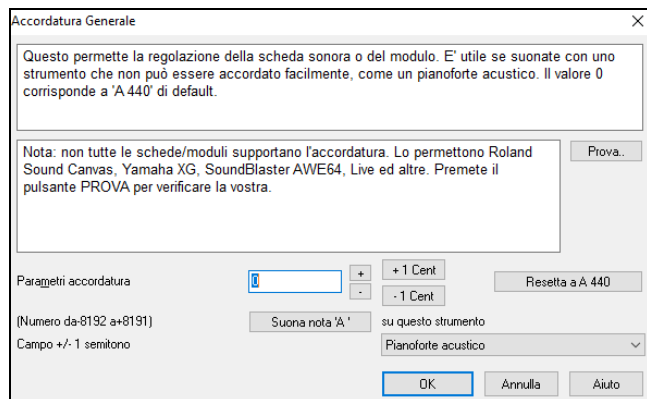 Accordatura Generale
Questo permette la regolazione della scheda sonora o del modulo. E' utile se suonate con uno
strumento che non può essere accordato facilmente, come un pianoforte acustico. Il valore 0
corrisponde a 'A 440' di default.
Nota: non tutte le schede/moduli supportano l'accordatura. Lo permettono Roland
Sound Canvas, Yamaha XG, SoundBlaster AWE64, Live ed altre. Premete il
pulsante PROVA per verificare la vostra.
Prova..
Parametri accordatura
0
+
-
+ 1 Cent
- 1 Cent
Resetta a A 440
(Numero da-8192 a+8191)
Suona nota 'A '
su questo strumento
Campo +/- 1 semitono
Pianoforte acustico
OK
Annulla
Aiuto